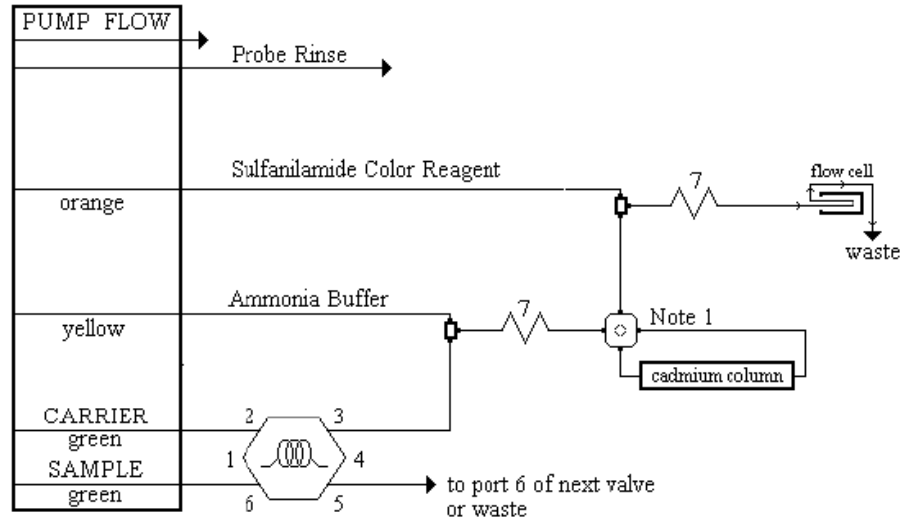 PUMP FLOW
Probe Rinse
Sulfanilamide Color Reagent
orange
7
flow cell
waste
Ammonia Buffer
yellow
7
Note 1
cadmium column
CARRIER
green
2
3
1
4
SAMPLE
green
6
5
to port 6 of next valve
or waste